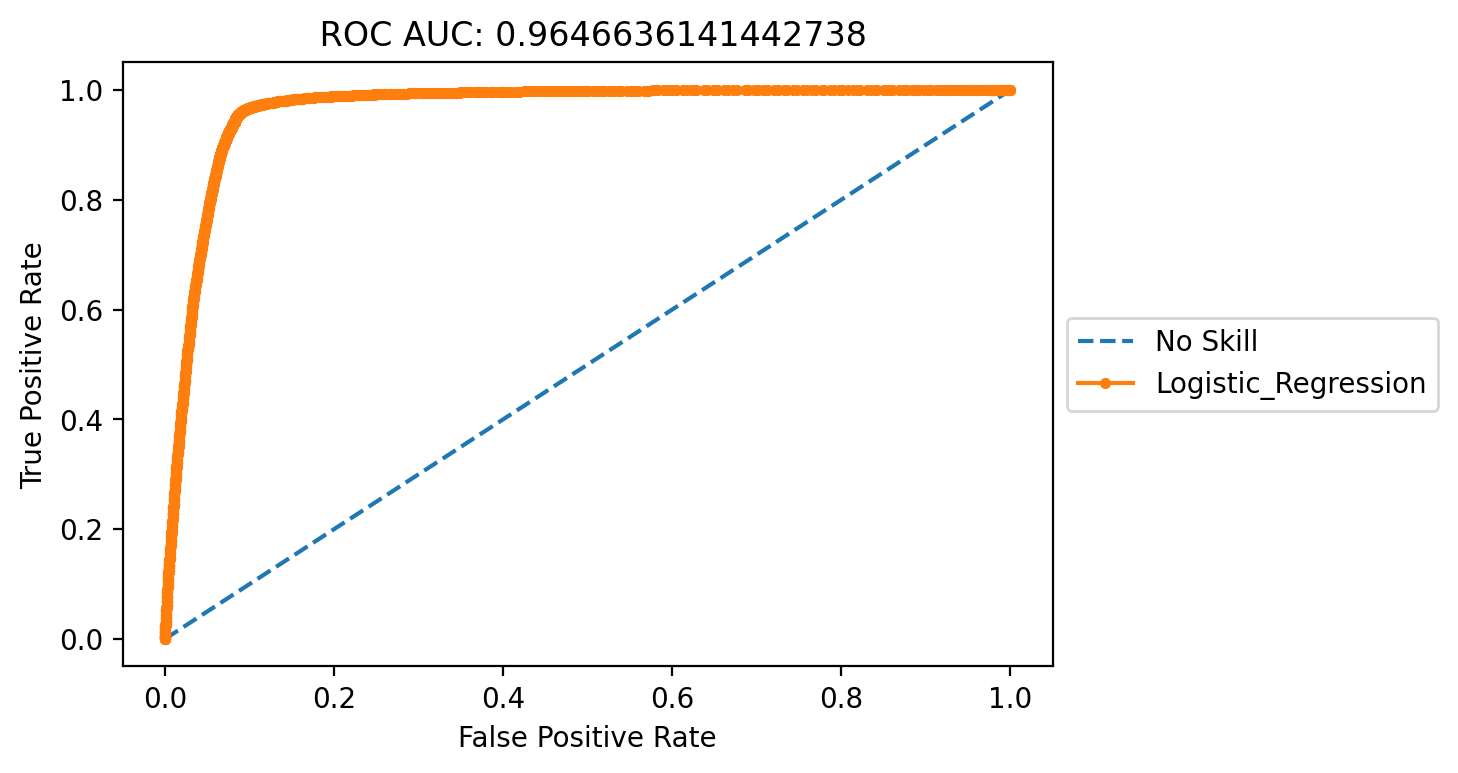 ROC AUC: 0.9646636141442738
True Positive Rate
1.0
0.8
0.6
0.4
0.2
0.0
0.0 0.2 0.4 0.6 0.8 1.0
False Positive Rate
No Skill
Logistic_Regression